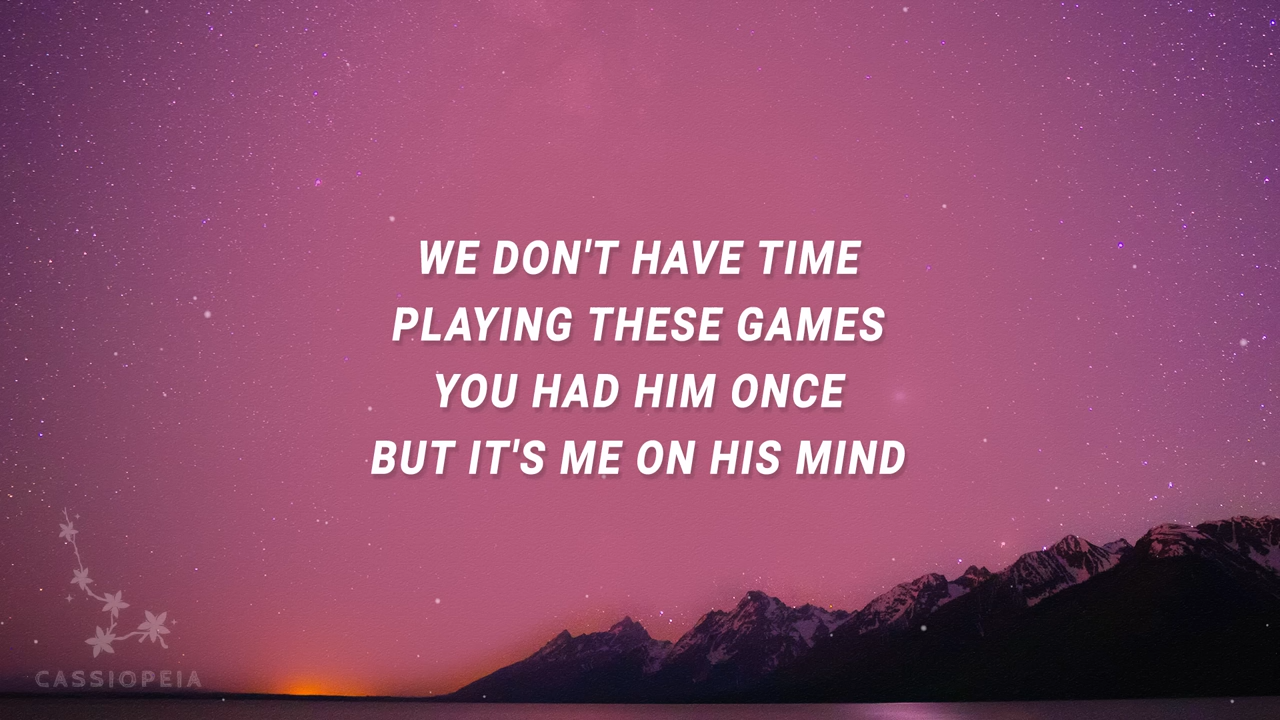 WE DON'T HAVE TIME
PLAYING THESE GAMES
YOU HAD HIM ONCE
BUT IT'S ME ON HIS MIND
CASSIOPEIA